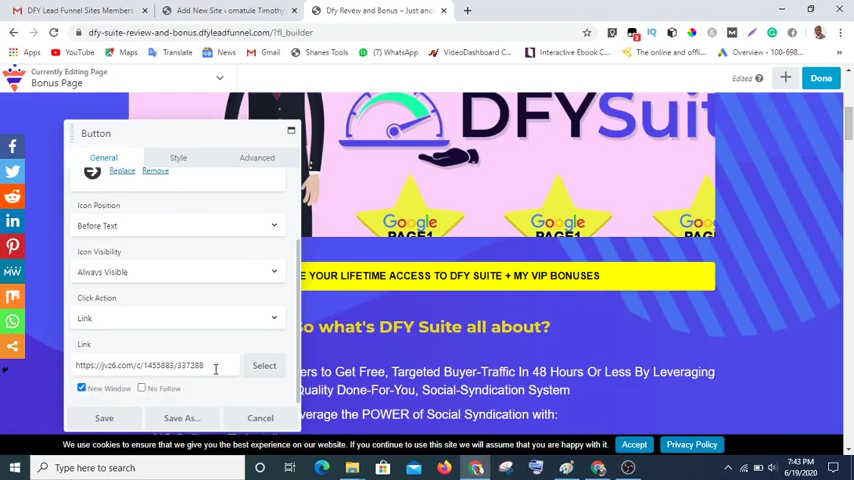 DFY Lead Funnel Sites Members
Add New Site ‹ omatule Timothy
Dfy Revew and Bonus – Just ano
dfy-suite-review-and-bonus.dfyleadfunnel.com/?fl_builder
Apps
YouTube
Maps
Translate
News
Gmail
Shanes Tools
(7) WhatsApp
VideoDashboard - C...
Interactive Ebook C...
The online and offli...
Overview – 100-698...
Currently Editing Page
Bonus Page
Edited
Done
DFYSuit
Google
PAGE1
Google
PAGE1
Google
PAGE1
Button
General
Style
Advanced
Replace
Remove
Icon Position
Before Text
Icon Visibility
Always Visible
Click Action
Link
Link
https://jvz6.com/c/1455883/337288
Select
New Window
No Follow
Save
Save As...
Cancel
E YOUR LIFETIME ACCESS TO DFY SUITE + MY VIP BONUSES
So what's DFY Suite all about?
ers to Get Free, Targeted Buyer-Traffic In 48 Hours Or Less By Leveraging
Quality Done-For-You, Social-Syndication System
verage the POWER of Social Syndication with:
We use cookies to ensure that we give you the best experience on our website. If you continue to use this site we will assume that you are happy with it.
Accept
Privacy Policy
Type here to search
7:43 PM
6/19/2020